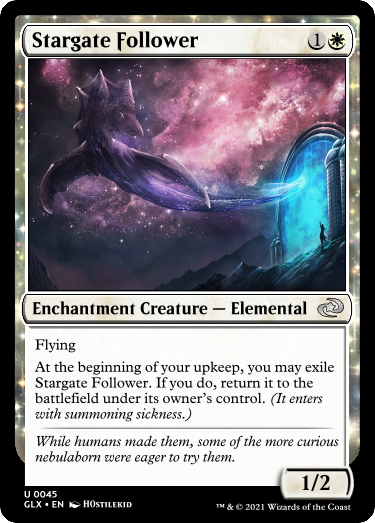 Stargate Follower 1
Enchantment Creature — Elemental
Flying
At the beginning of your upkeep, you may exile
Stargate Follower. If you do, return it to the
battlefield under its owner's control. (It enters
with summoning sickness.)
While humans made them, some of the more curious
nebulaborn were eager to try them.
1/2
U 0045
GLX • EN HÜSTILEKID
™ & © 2021 Wizards of the Coast